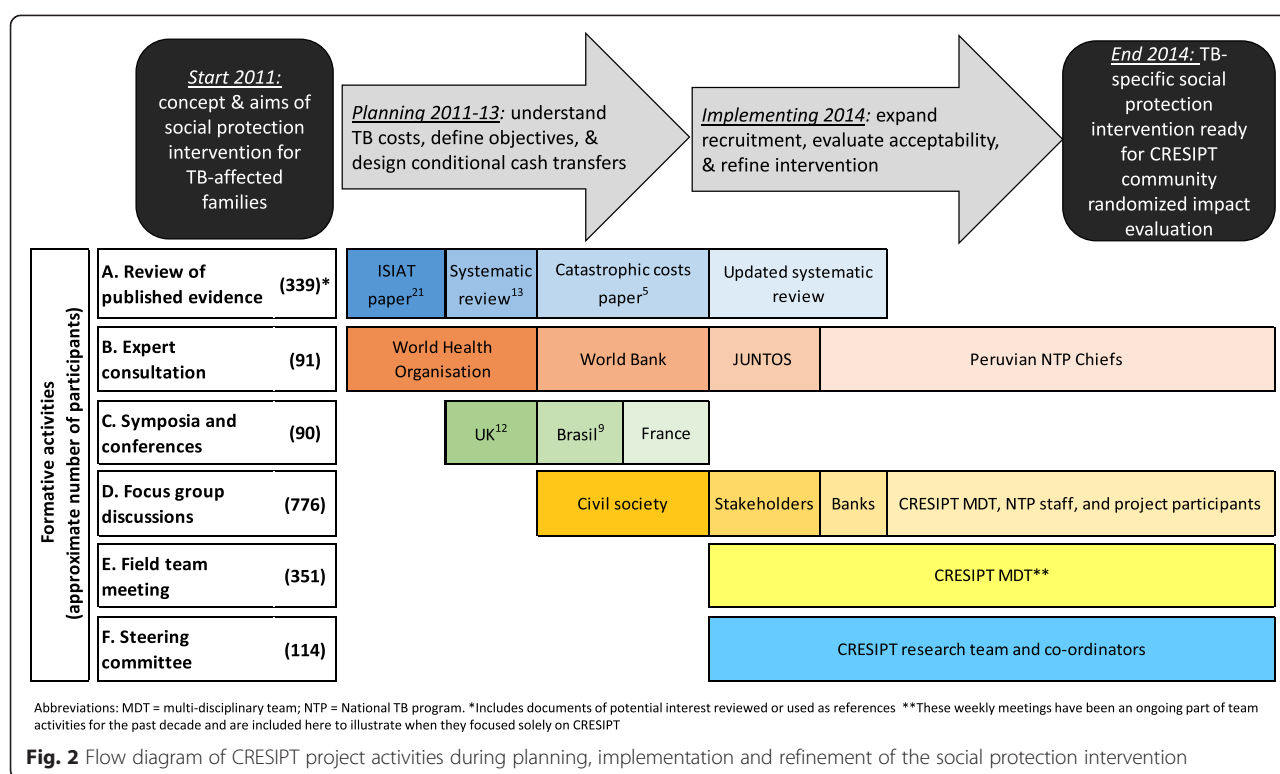 Start 2011:
concept & aims of
social protection
intervention for
TB-affected
families
Planning 2011-13: understand
TB costs, define objectives, &
design conditional cash transfers
Implementing 2014: expand
recruitment, evaluate acceptability,
& refine intervention
End 2014: TB-
specific social
protection
intervention ready
for CRESIPT
community
randomized impact
evaluation
Formative activities
(approximate number of participants)
A. Review of
published evidence
(339)*
ISIAT
paper21
Systematic
review13
Catastrophic costs
paper5
Updated systematic
review
B. Expert
consultation
(91)
World Health
Organisation
World Bank
JUNTOS
Peruvian NTP Chiefs
C. Symposia and
conferences
(90)
UK12
Brasil9
France
D. Focus group
discussions
(776)
Civil society
Stakeholders
Banks
CRESIPT MDT, NTP staff, and project participants
E. Field team
meeting
(351)
CRESIPT MDT**
F. Steering
committee
(114)
CRESIPT research team and co-ordinators
Abbreviations: MDT = multi-disciplinary team; NTP = National TB program. *Includes documents of potential interest reviewed or used as references **These weekly meetings have been an ongoing part of team
activities for the past decade and are included here to illustrate when they focused solely on CRESIPT
Fig. 2 Flow diagram of CRESIPT project activities during planning, implementation and refinement of the social protection intervention